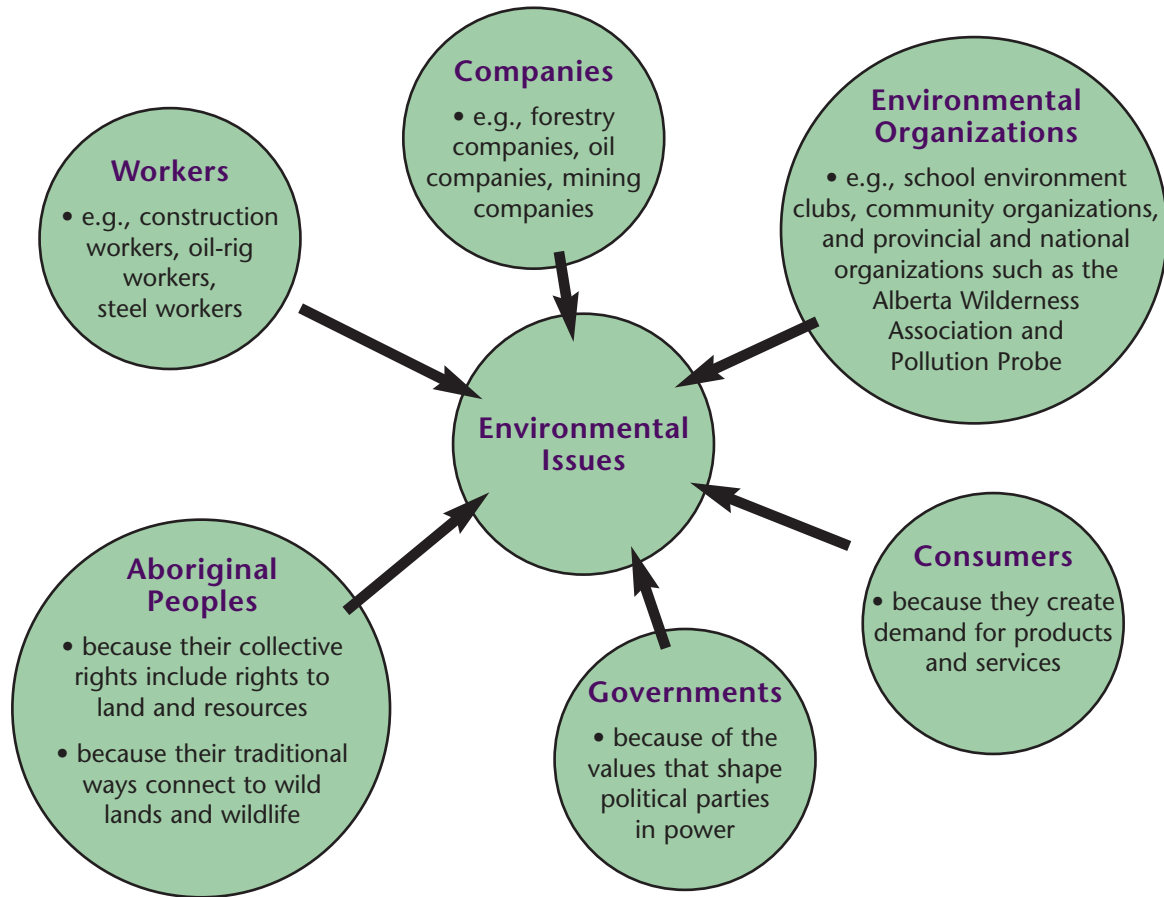 Companies
• e.g., forestry
companies, oil
companies, mining
companies
Environmental
Organizations
• e.g., school environment
clubs, community organizations,
and provincial and national
organizations such as the
Alberta Wilderness
Association and
Pollution Probe
Workers
• e.g., construction
workers, oil-rig
workers,
steel workers
Environmental
Issues
Aboriginal
Peoples
• because their collective
rights include rights to
land and resources
• because their traditional
ways connect to wild
lands and wildlife
Governments
• because of the
values that shape
political parties
in power
Consumers
• because they create
demand for products
and services